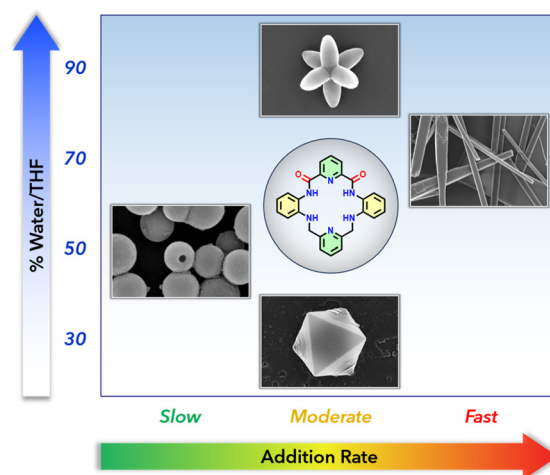 % Water/THF
90
70
50
30
O
O
N
NH
HN
NH
HN
N
Slow
Moderate
Fast
Addition Rate